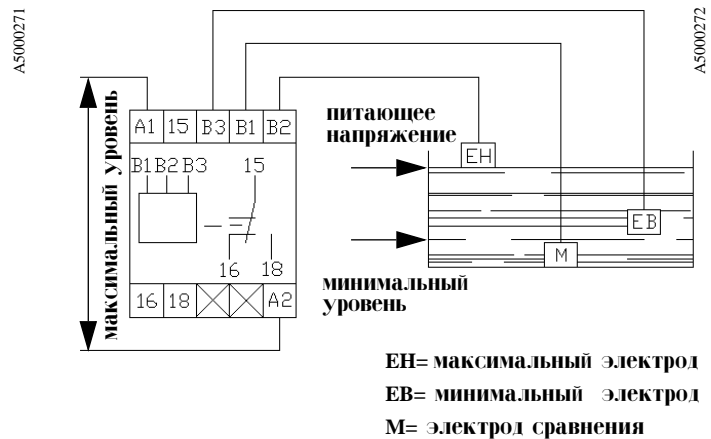 A5000271
A5000272
максимальный уровень
A1 15 B3 B1 B2
B1 B2 B3 15
16 18
16 18 A2
питающее
напряжение
EH
EB
M
минимальный
уровень
EH= максимальный электрод
EB= минимальный электрод
M= электрод сравнения